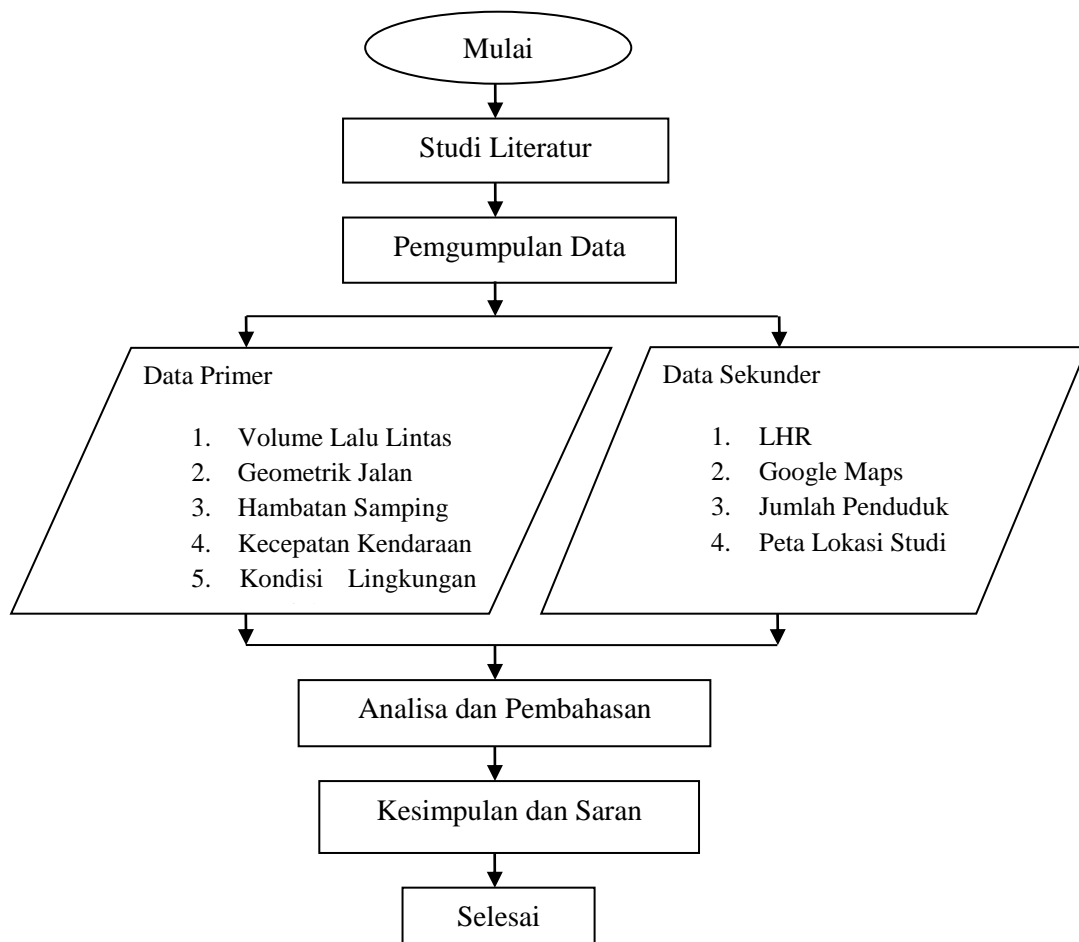 Mulai
Studi Literatur
Pemgumpulan Data
Data Primer
1. Volume Lalu Lintas
2. Geometrik Jalan
3. Hambatan Samping
4. Kecepatan Kendaraan
5. Kondisi Lingkungan
Data Sekunder
1. LHR
2. Google Maps
3. Jumlah Penduduk
4. Peta Lokasi Studi
Analisa dan Pembahasan
Kesimpulan dan Saran
Selesai